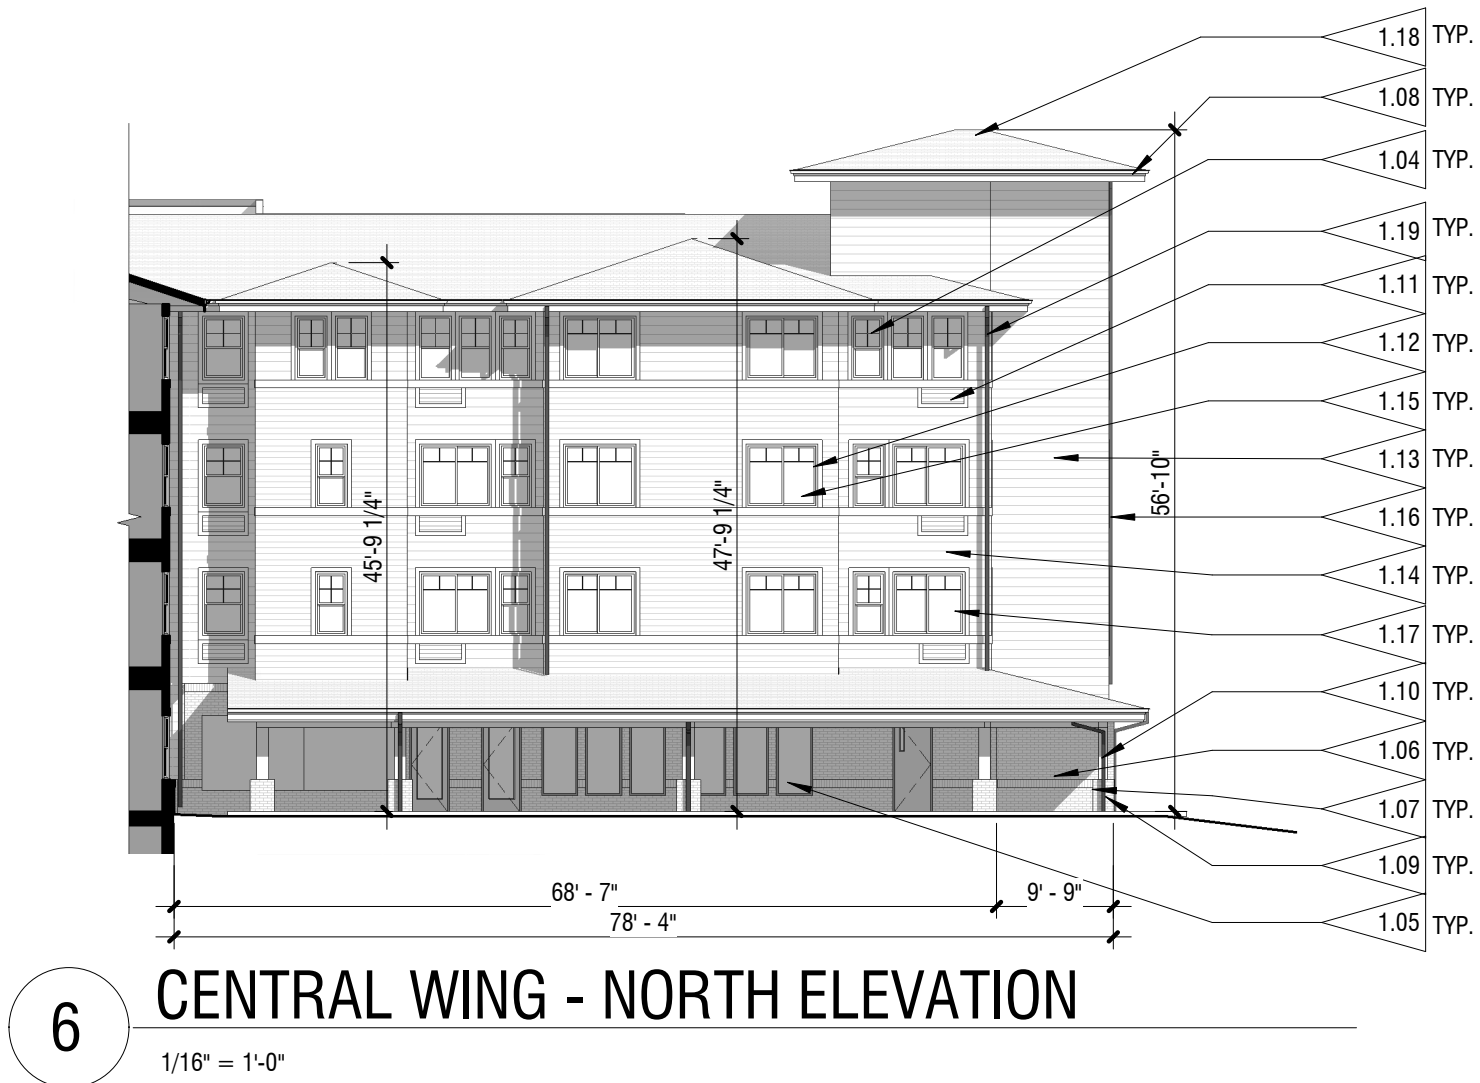 1.18 TYP.
1.08 TYP.
1.04 TYP.
1.19 TYP.
1.11 TYP.
1.12 TYP.
1.15 TYP.
1.13 TYP.
1.16 TYP.
1.14 TYP.
1.17 TYP.
1.10 TYP.
1.06 TYP.
1.07 TYP.
1.09 TYP.
1.05 TYP.
45'-9 1/4"
47'-9 1/4"
56'-10"
68' - 7"
9' - 9"
78' - 4"
6
CENTRAL WING - NORTH ELEVATION
1/16" = 1'-0"